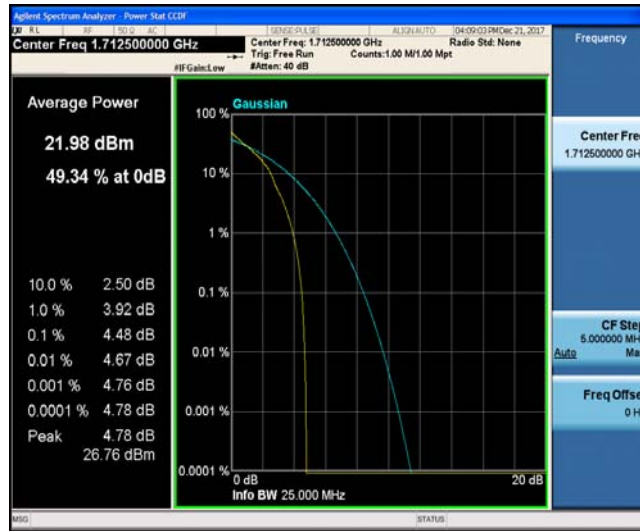 Agilent Spectrum Analyzer - Power Stat CCDF
RL RF 50 Ω AC SENSE:PULSE ALIGN AUTO 04:09:03 PM Dec 21, 2017
Center Freq 1.712500000 GHz Center Freq: 1.712500000 GHz Radio Std: None
Trig: Free Run Counts:1.00 M/1.00 Mpt
#IFGain:Low #Atten: 40 dB
Frequency
Average Power
21.98 dBm
49.34 % at 0dB
10.0 % 2.50 dB
1.0 % 3.92 dB
0.1 % 4.48 dB
0.01 % 4.67 dB
0.001 % 4.76 dB
0.0001 % 4.78 dB
Peak 4.78 dB
26.76 dBm
Gaussian
100 %
10 %
1 %
0.1 %
0.01 %
0.001 %
0.0001 %
0 dB 20 dB
Info BW 25.000 MHz
Center Fre
1.712500000 GH
CF Step
5.000000 MH
Auto Ma
Freq Offse
0 H
MSG STATUS